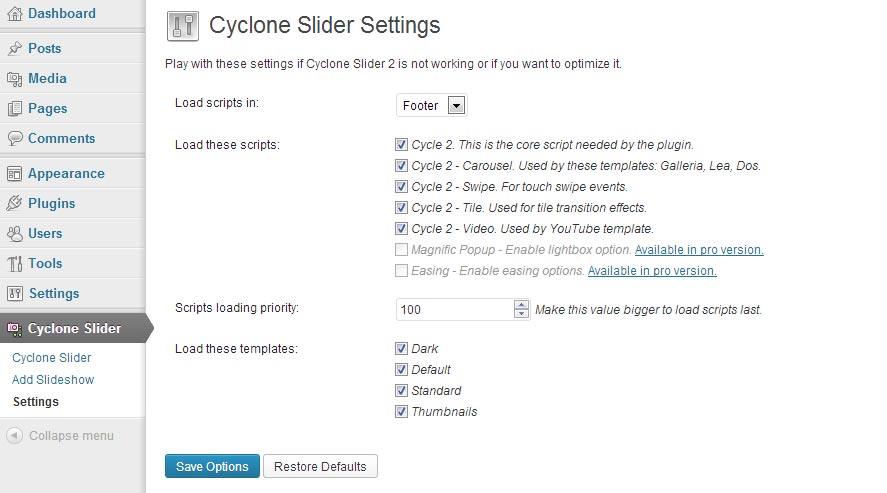 Dashboard
Posts
Media
Pages
Comments
Appearance
Plugins
Users
Tools
Settings
Cyclone Slider
Cyclone Slider
Add Slideshow
Settings
Collapse menu
Cyclone Slider Settings
Play with these settings if Cyclone Slider 2 is not working or if you want to optimize it.
Load scripts in: Footer
Load these scripts: Cycle 2. This is the core script needed by the plugin.
Cycle 2 - Carousel. Used by these templates: Galleria, Lea, Dos.
Cycle 2 - Swipe. For touch swipe events.
Cycle 2 - Tile. Used for tile transition effects.
Cycle 2 - Video. Used by YouTube template.
Magnific Popup - Enable lightbox option. Available in pro version.
Easing - Enable easing options. Available in pro version.
Scripts loading priority: 100 Make this value bigger to load scripts last.
Load these templates: Dark
Default
Standard
Thumbnails
Save Options Restore Defaults